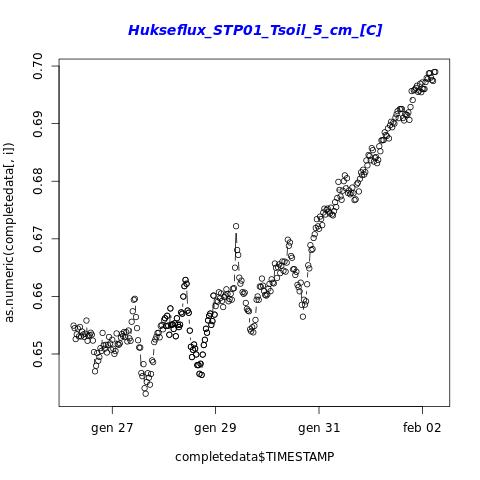 Hukseflux_STP01_Tsoil_5_cm_[C]
as.numeric(completedata[, i])
0.70
0.69
0.68
0.67
0.66
0.65
gen 27 gen 29 gen 31 feb 02
completedata$TIMESTAMP